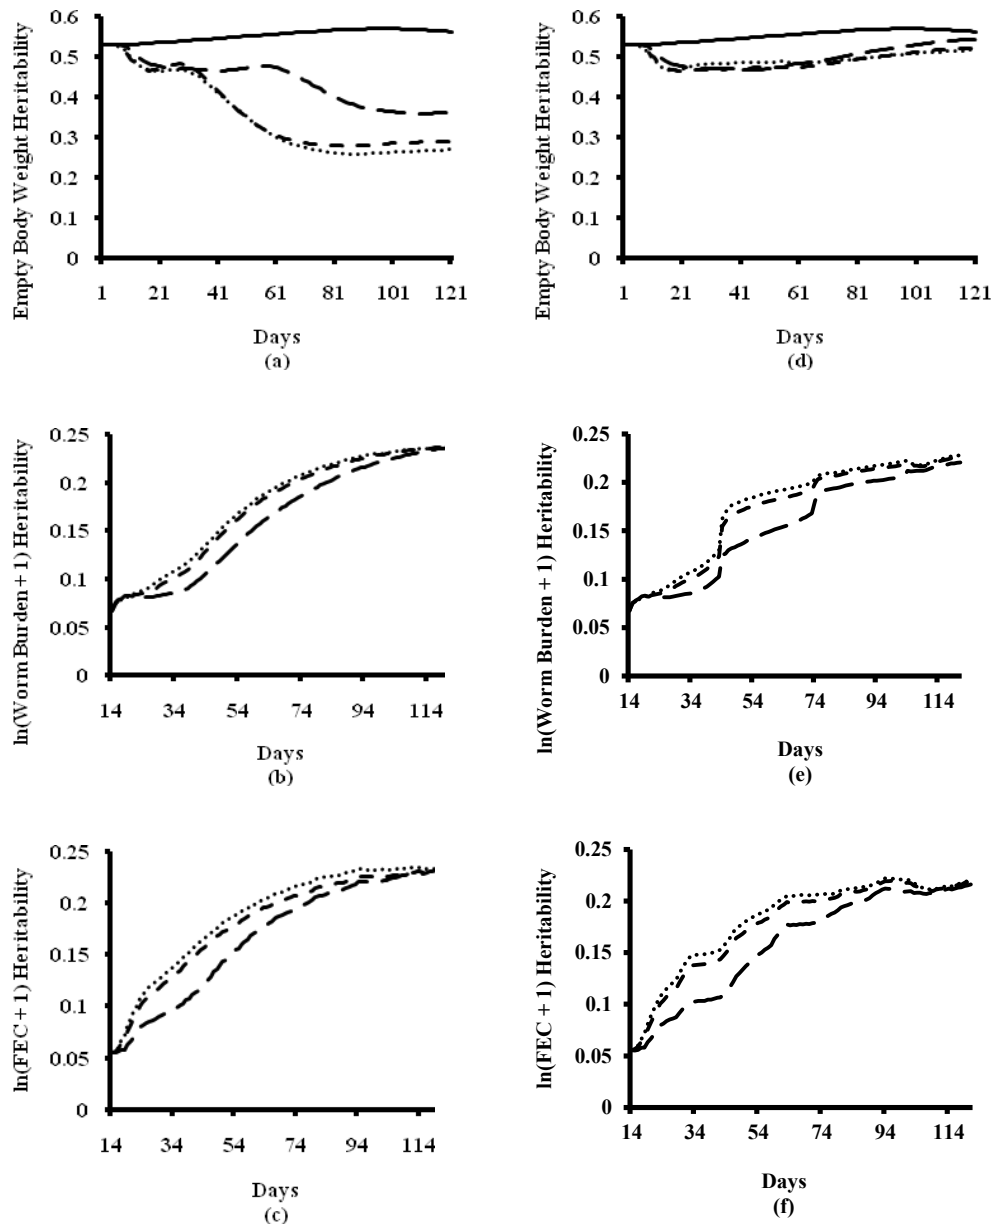 Empty Body Weight Heritability
0.6
0.5
0.4
0.3
0.2
0.1
0
1 21 41 61 81 101 121
Days
(a)
Empty Body Weight Heritability
0.6
0.5
0.4
0.3
0.2
0.1
0
1 21 41 61 81 101 121
Days
(d)
ln(Worm Burden + 1) Heritability
0.25
0.2
0.15
0.1
0.05
0
14 34 54 74 94 114
Days
(b)
ln(Worm Burden + 1) Heritability
0.25
0.2
0.15
0.1
0.05
0
14 34 54 74 94 114
Days
(e)
ln(FEC + 1) Heritability
0.25
0.2
0.15
0.1
0.05
0
14 34 54 74 94 114
Days
(c)
ln(FEC + 1) Heritability
0.25
0.2
0.15
0.1
0.05
0
14 34 54 74 94 114
Days
(f)